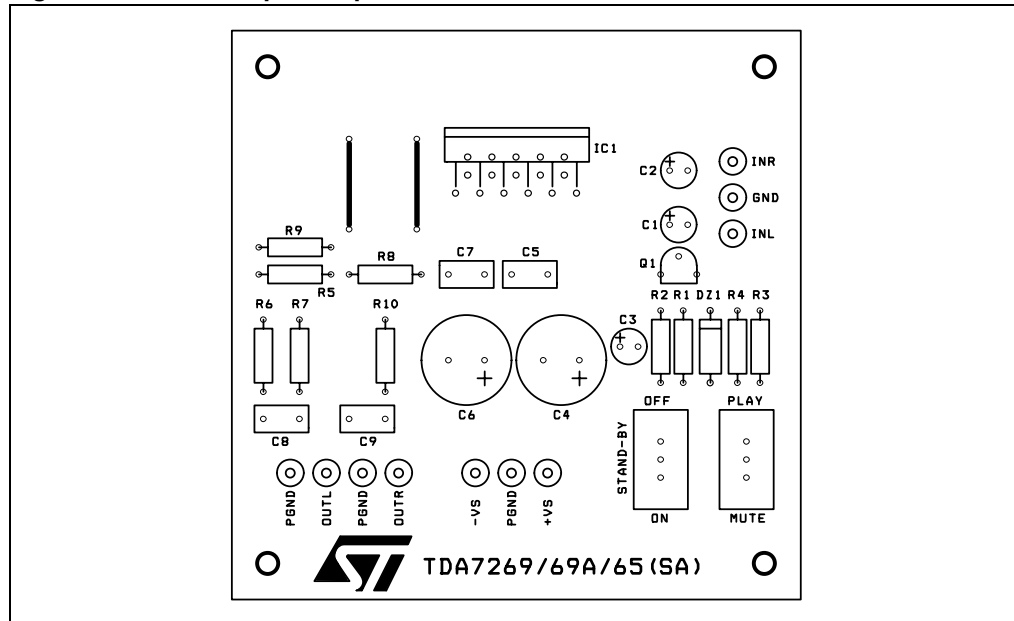 IC1
C2
INR
GND
C1
INL
R9
Q1
R8
C7
C5
R5
R2 R1 DZ1 R4 R3
R6 R7
R10
C3
OFF
PLAY
C6
C4
STAND-BY
C8
C9
PGND
OUTL
PGND
OUTR
-VS
PGND
+VS
ON
MUTE
ST TDA7269/69A/65(SA)